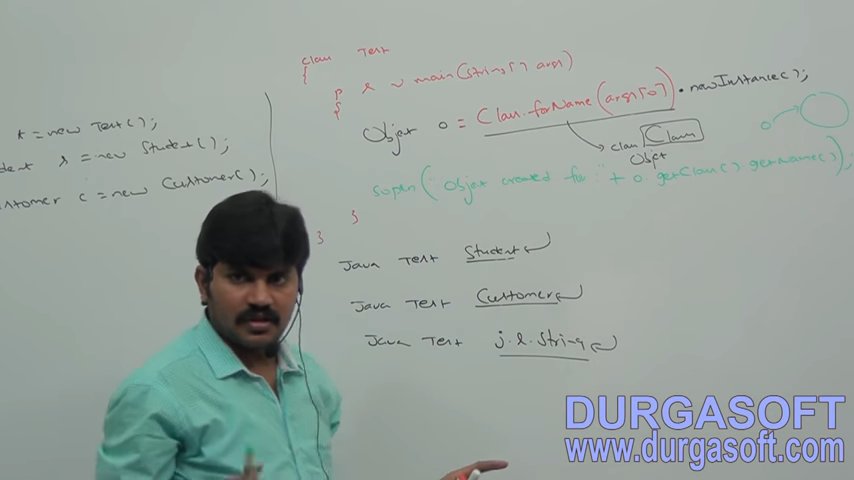 t = new Test();
dent s = new Student();
stomer c = new Customer();
class Test
{
p s v main(String[] args)
{
Object o = Class.forName(args[0]).newInstance();
class Class
Object
o
sopln("Object created for:" + o.getClass().getName());
}
}
Java Test Student
Java Test Customer
Java Test j.l.String
DURGASOFT
www.durgasoft.com